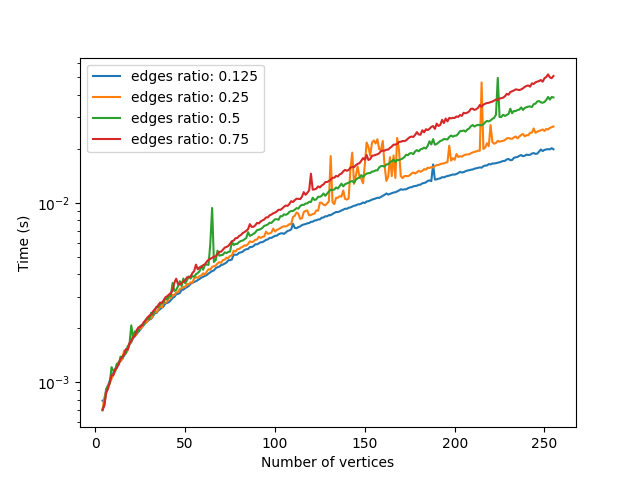 edges ratio: 0.125
edges ratio: 0.25
edges ratio: 0.5
edges ratio: 0.75
Time (s)
10⁻²
10⁻³
0 50 100 150 200 250
Number of vertices